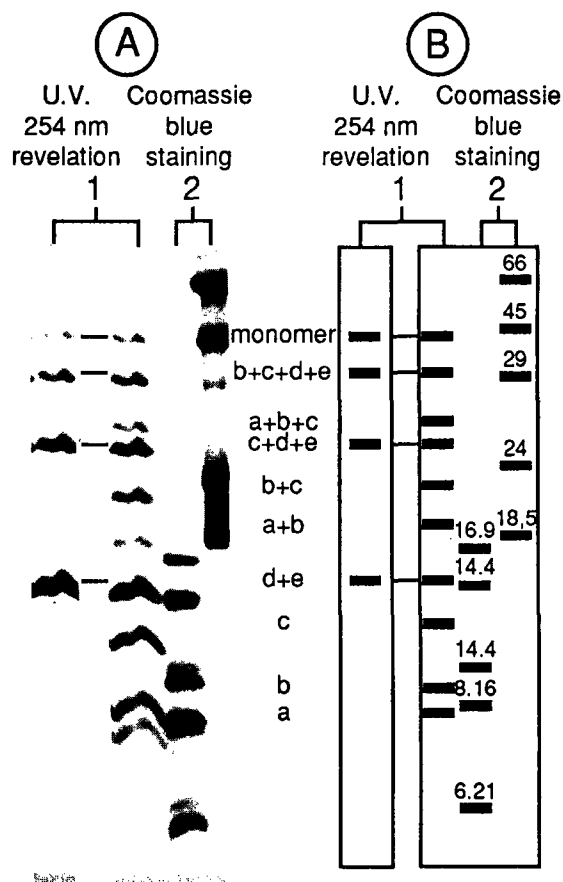 A
B
U.V. Coomassie
254 nm blue
revelation staining
1 2
U.V. Coomassie
254 nm blue
revelation staining
1 2
66
45
monomer
29
b+c+d+e
a+b+c
c+d+e
24
b+c
a+b
18,5
16.9
d+e
14.4
c
14.4
b
8.16
a
6.21